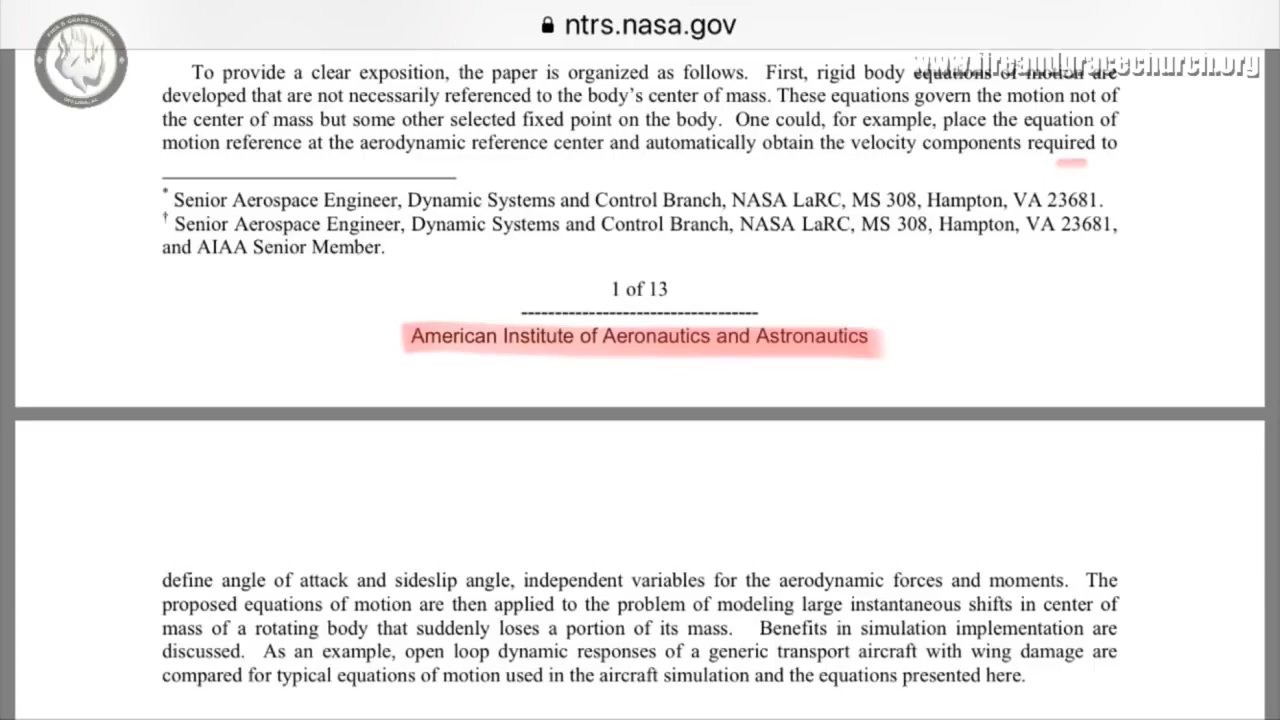 ntrs.nasa.gov
FIRE & GRACE CHURCH
www.fireandgracechurch.org
To provide a clear exposition, the paper is organized as follows. First, rigid body equations of motion are
developed that are not necessarily referenced to the body's center of mass. These equations govern the motion not of
the center of mass but some other selected fixed point on the body. One could, for example, place the equation of
motion reference at the aerodynamic reference center and automatically obtain the velocity components required to
* Senior Aerospace Engineer, Dynamic Systems and Control Branch, NASA LaRC, MS 308, Hampton, VA 23681.
† Senior Aerospace Engineer, Dynamic Systems and Control Branch, NASA LaRC, MS 308, Hampton, VA 23681,
and AIAA Senior Member.
1 of 13
----------------------------------
American Institute of Aeronautics and Astronautics
define angle of attack and sideslip angle, independent variables for the aerodynamic forces and moments. The
proposed equations of motion are then applied to the problem of modeling large instantaneous shifts in center of
mass of a rotating body that suddenly loses a portion of its mass. Benefits in simulation implementation are
discussed. As an example, open loop dynamic responses of a generic transport aircraft with wing damage are
compared for typical equations of motion used in the aircraft simulation and the equations presented here.